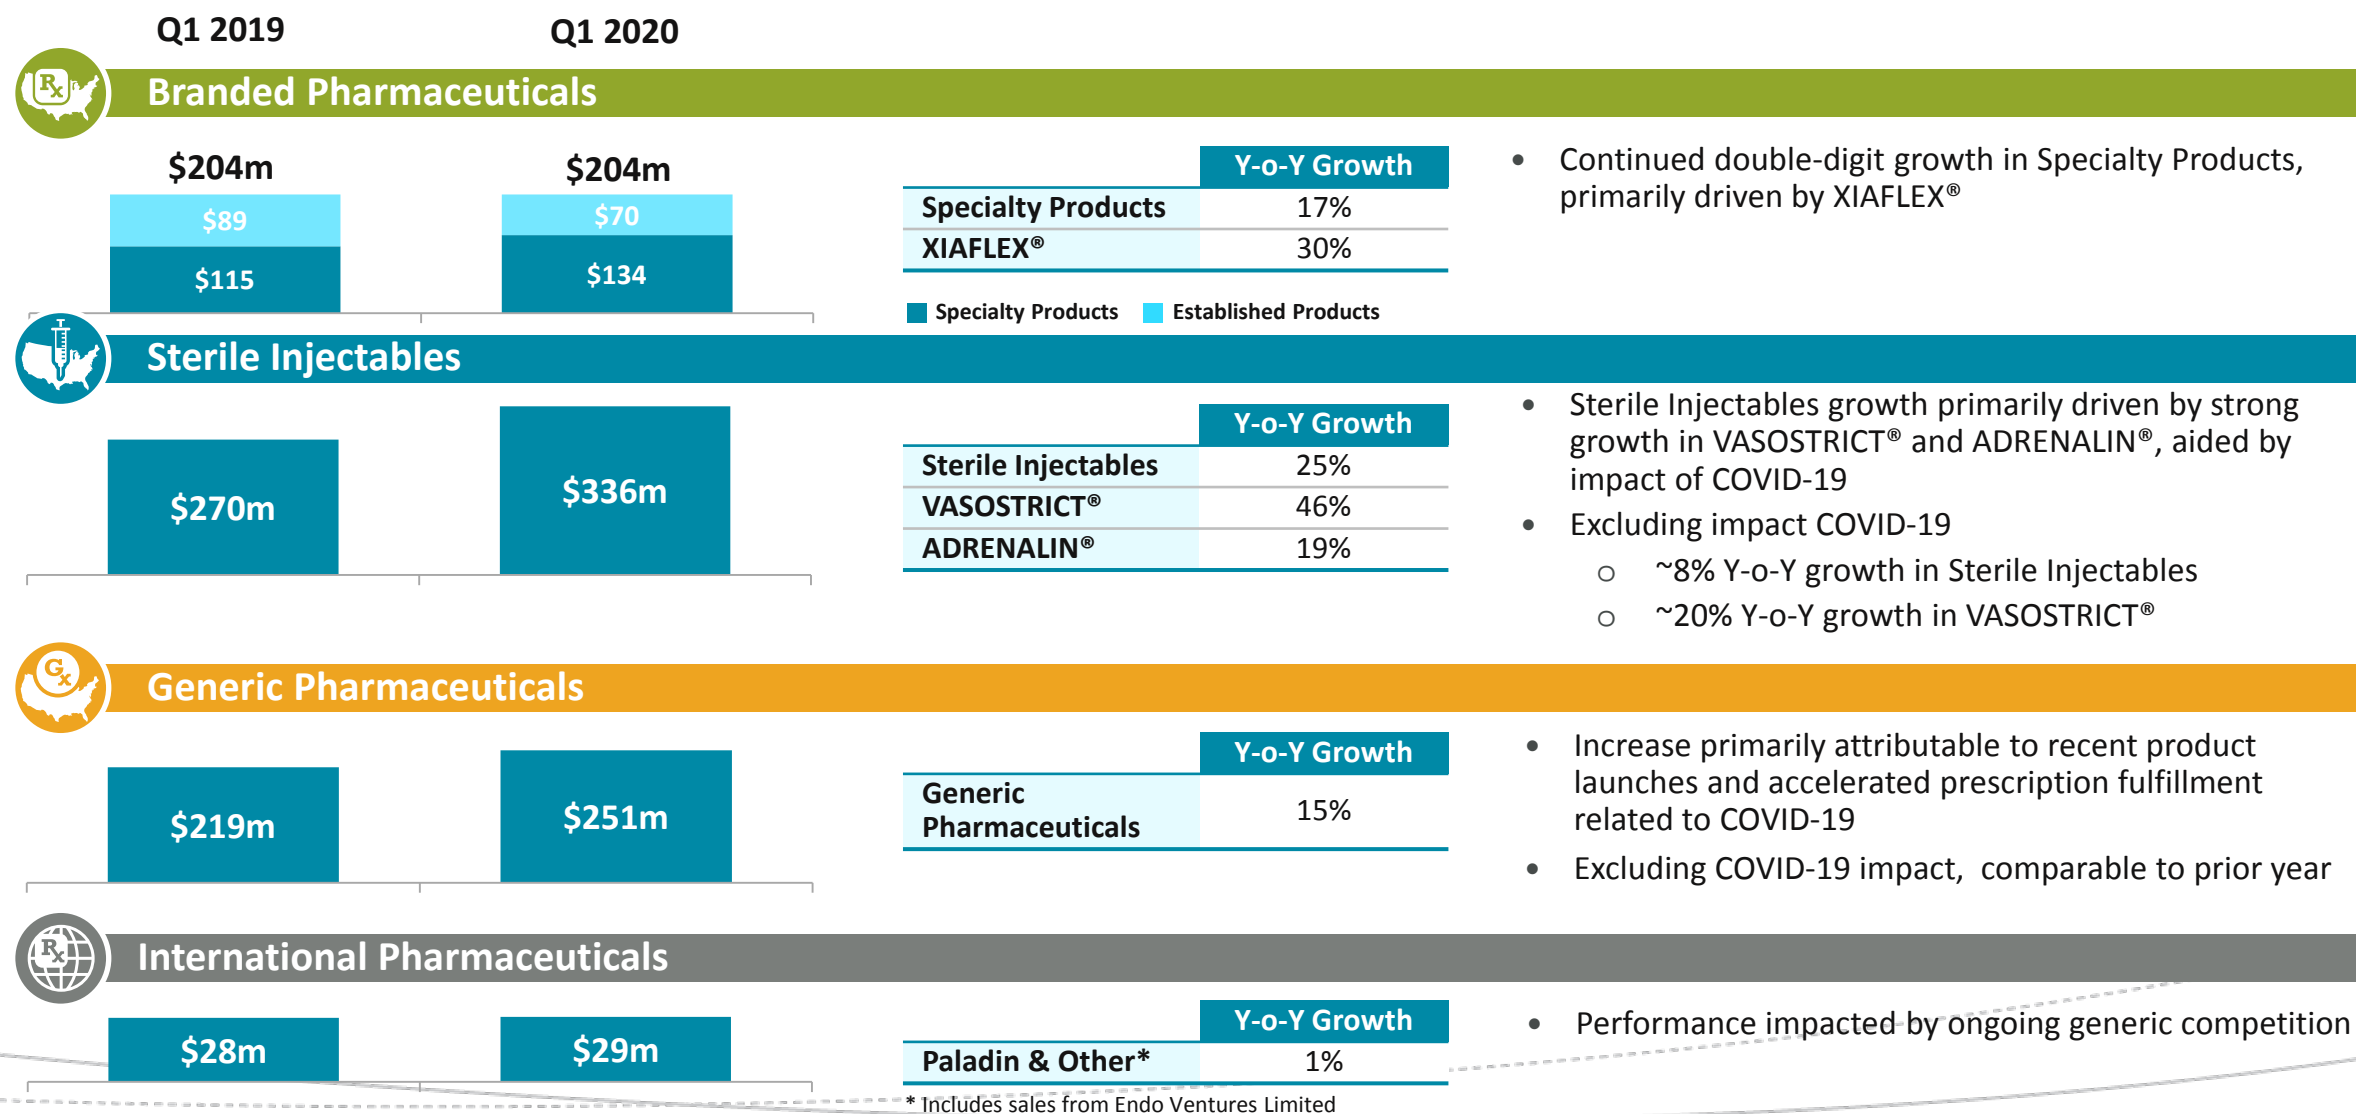 Q1 2019
Q1 2020
Rx
Branded Pharmaceuticals
$204m
$204m
$89
$70
$115
$134
Y-o-Y Growth
Specialty Products 17%
XIAFLEX® 30%
Specialty Products
Established Products
• Continued double-digit growth in Specialty Products,
primarily driven by XIAFLEX®
Sterile Injectables
$270m
$336m
Y-o-Y Growth
Sterile Injectables 25%
VASOSTRICT® 46%
ADRENALIN® 19%
• Sterile Injectables growth primarily driven by strong
growth in VASOSTRICT® and ADRENALIN®, aided by
impact of COVID-19
• Excluding impact COVID-19
o ~8% Y-o-Y growth in Sterile Injectables
o ~20% Y-o-Y growth in VASOSTRICT®
Gx
Generic Pharmaceuticals
$219m
$251m
Y-o-Y Growth
Generic
Pharmaceuticals
15%
• Increase primarily attributable to recent product
launches and accelerated prescription fulfillment
related to COVID-19
• Excluding COVID-19 impact, comparable to prior year
Rx
International Pharmaceuticals
$28m
$29m
Y-o-Y Growth
Paladin & Other* 1%
* Includes sales from Endo Ventures Limited
• Performance impacted by ongoing generic competition